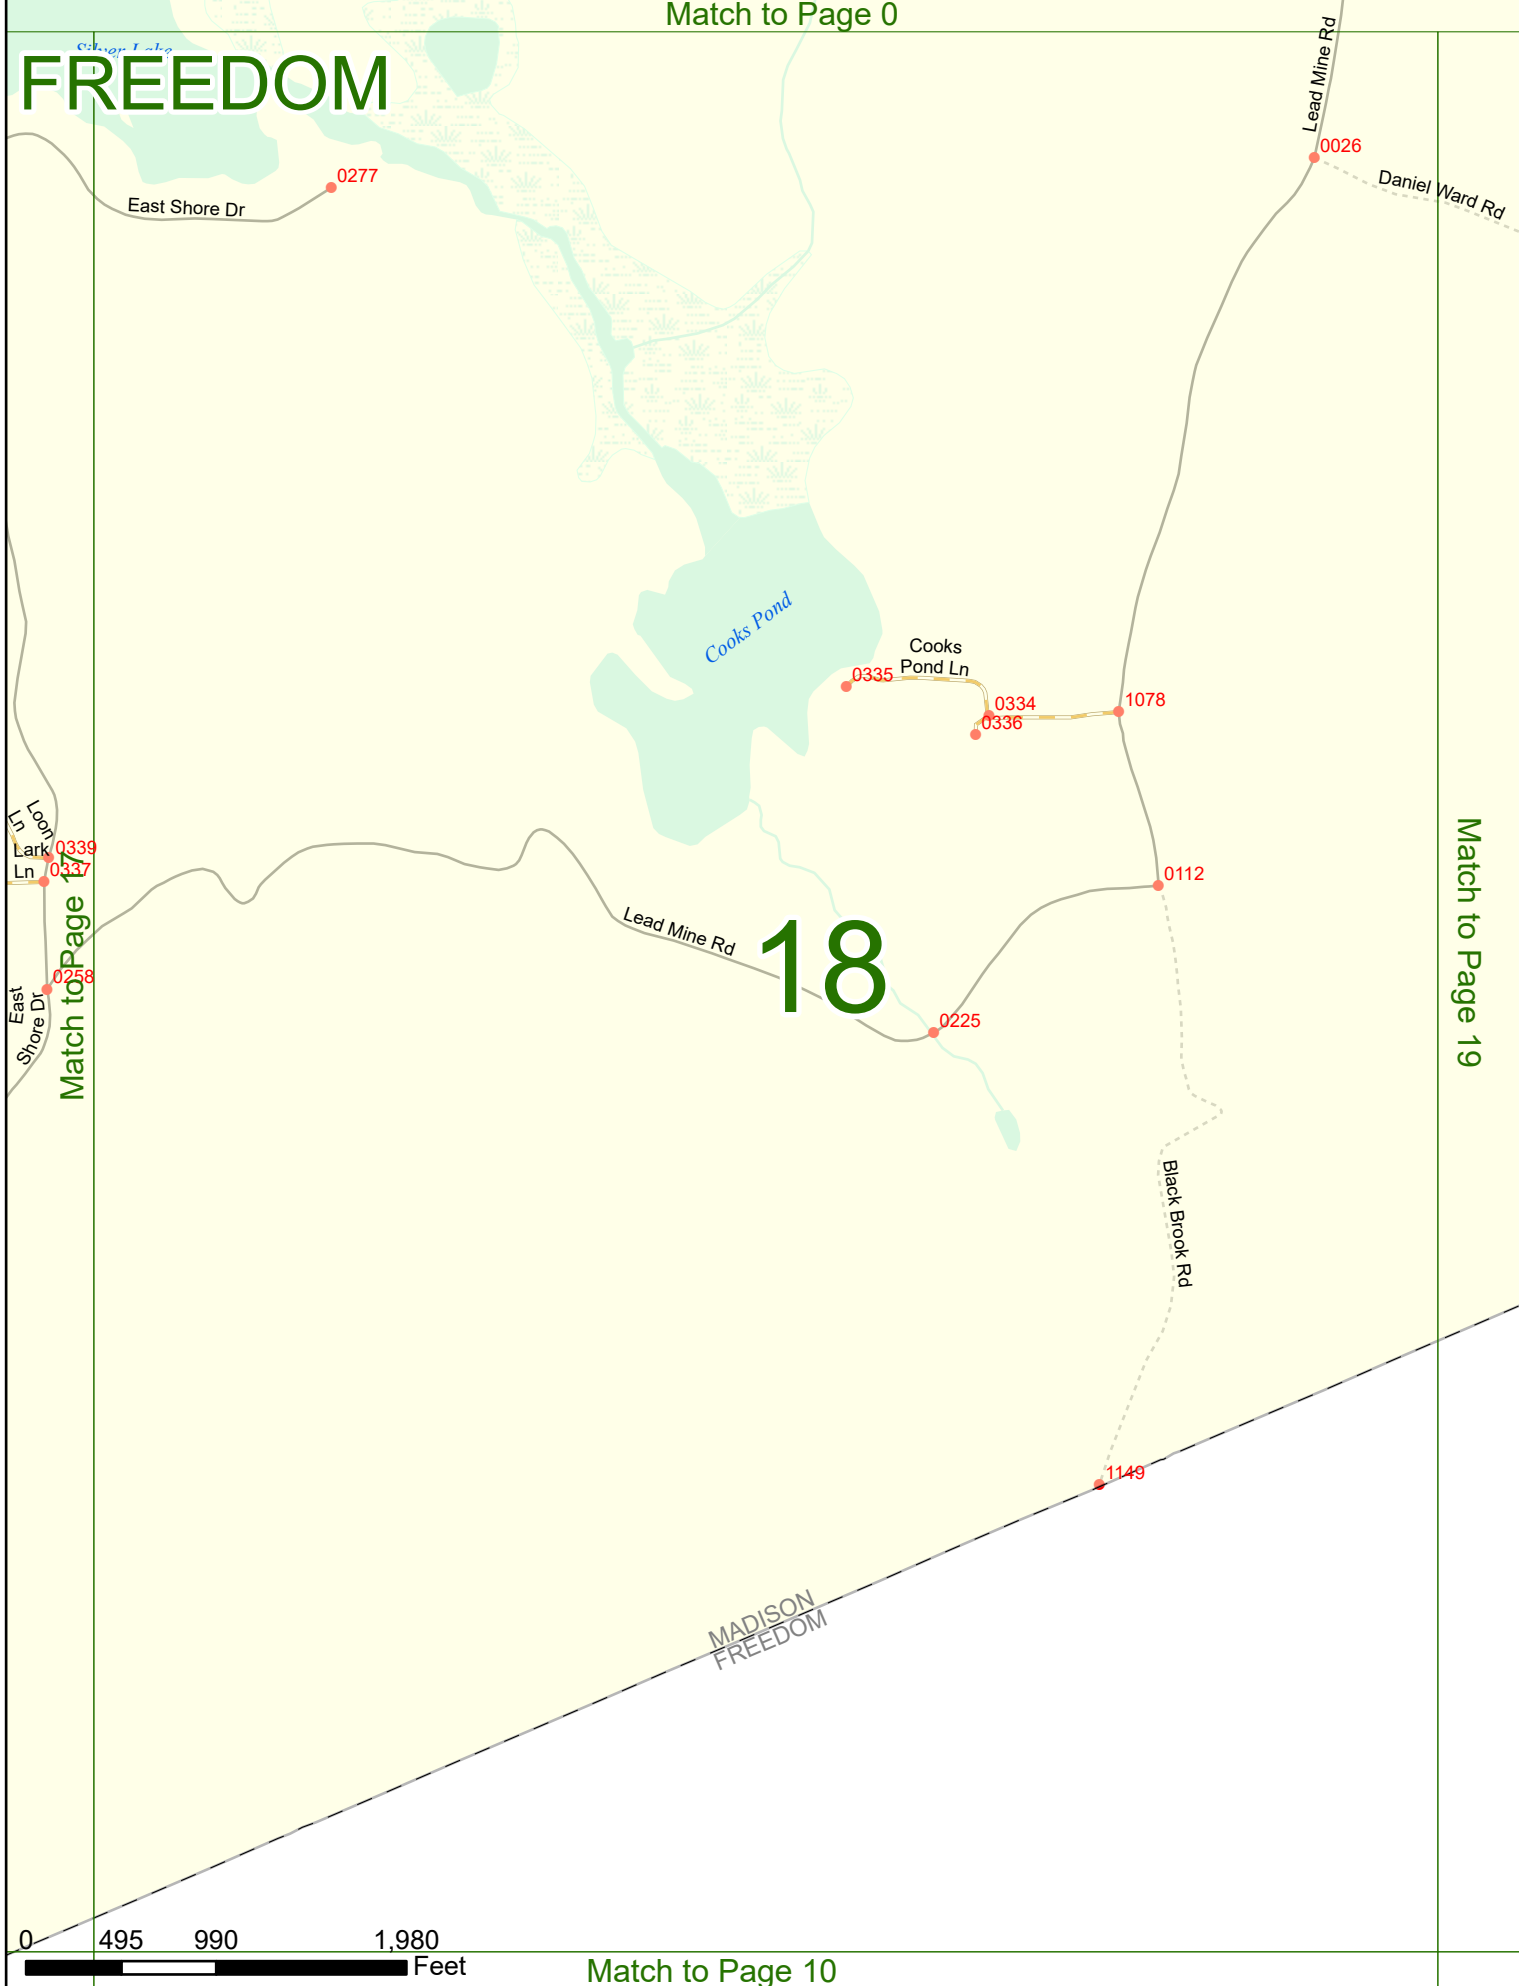 Match to Page 0
Silver Lake
FREEDOM
Lead Mine Rd
0026
Daniel Ward Rd
0277
East Shore Dr
Cooks Pond
Cooks
Pond Ln
0335
0334
0336
1078
Loon
Ln
Lark
Ln
0339
0337
Match to Page 17
0258
East
Shore Dr
Lead Mine Rd
18
0112
0225
Match to Page 19
Black Brook Rd
1149
MADISON
FREEDOM
0 495 990 1,980
Feet
Match to Page 10